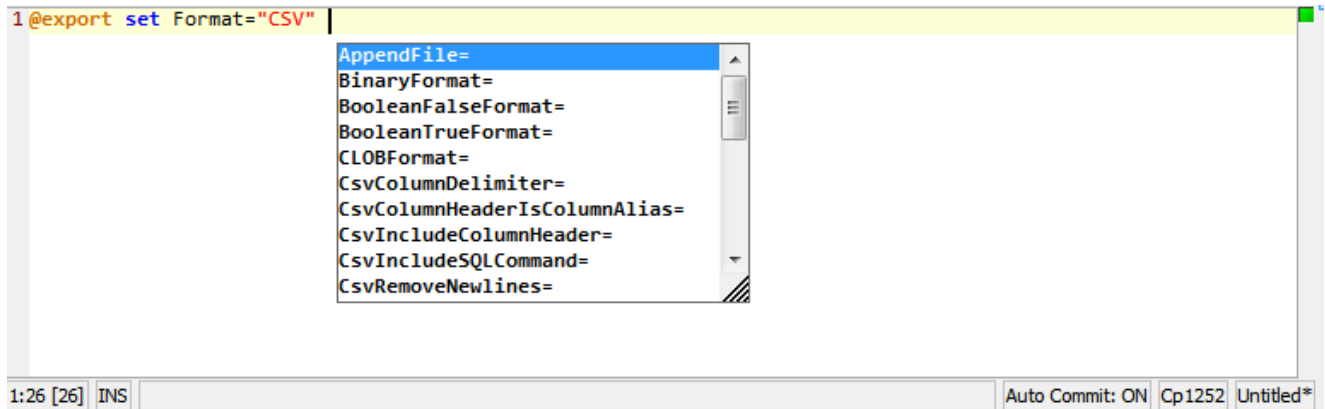 1 @export set Format="CSV"
AppendFile=
BinaryFormat=
BooleanFalseFormat=
BooleanTrueFormat=
CLOBFormat=
CsvColumnDelimiter=
CsvColumnHeaderIsColumnAlias=
CsvIncludeColumnHeader=
CsvIncludeSQLCommand=
CsvRemoveNewlines=
1:26 [26] INS Auto Commit: ON Cp1252 Untitled*